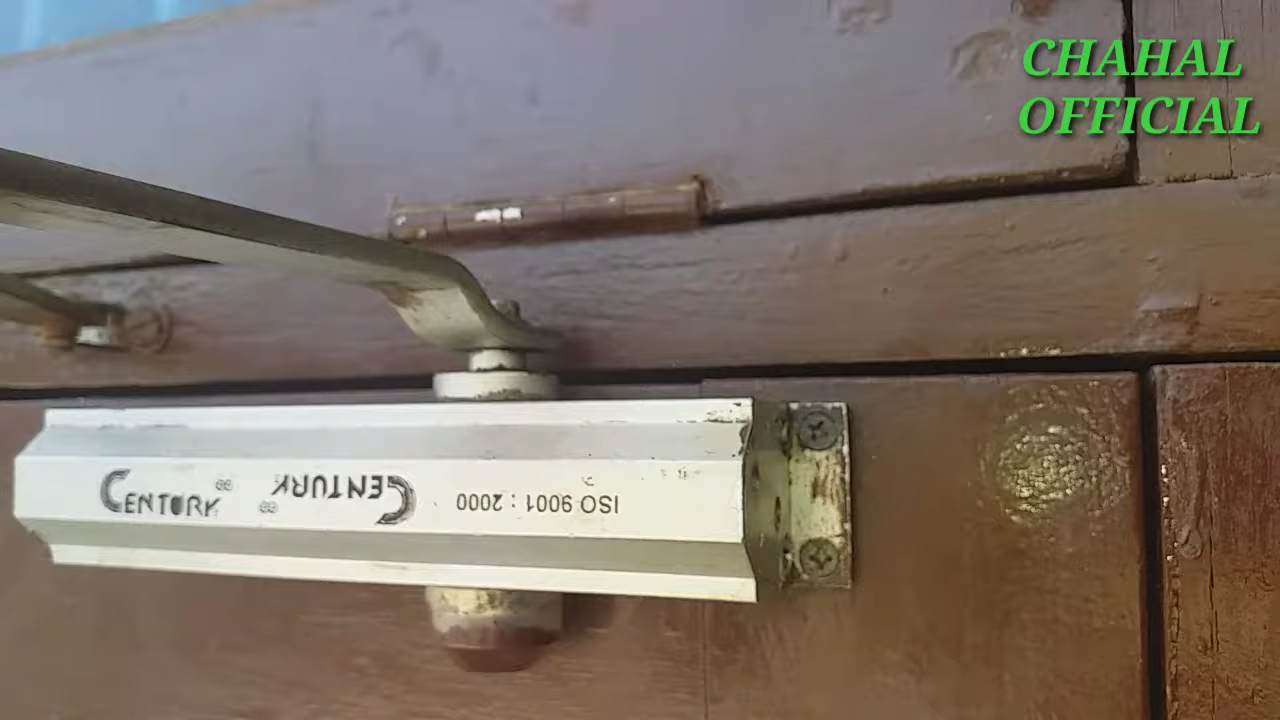 CHAHAL
OFFICIAL
CENTURK
CENTURK
ISO 9001 : 2000